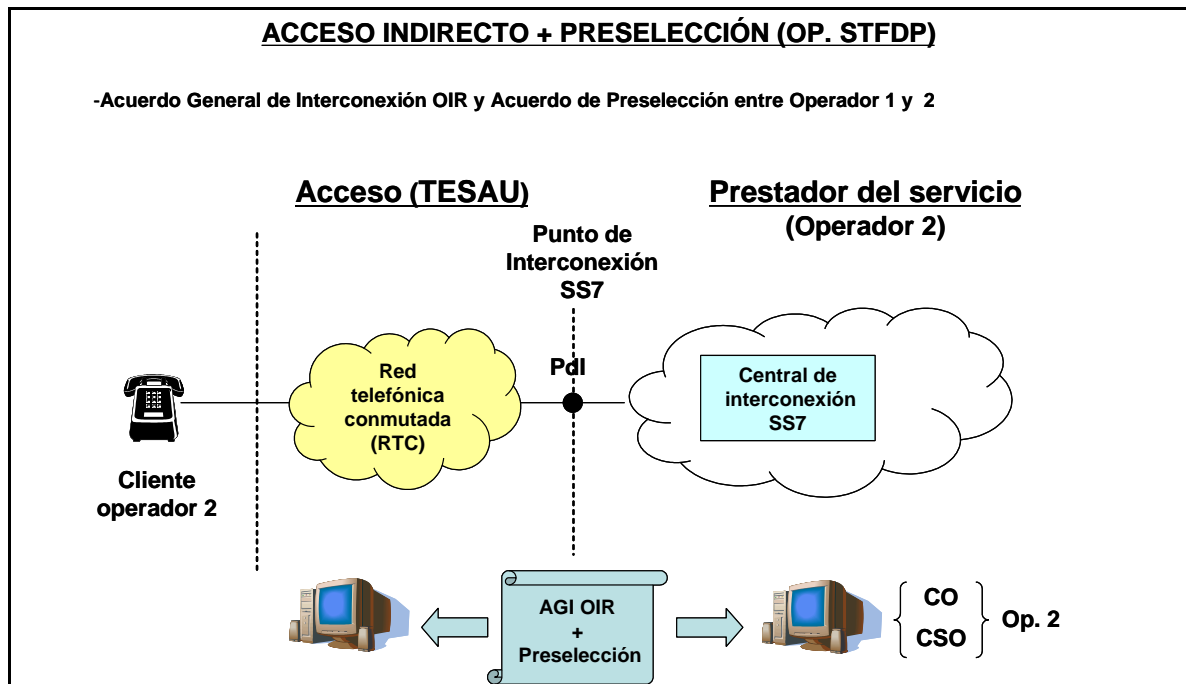 ACCESO INDIRECTO + PRESELECCIÓN (OP. STFDP)
-Acuerdo General de Interconexión OIR y Acuerdo de Preselección entre Operador 1 y 2
Acceso (TESAU)
Prestador del servicio
(Operador 2)
Punto de
Interconexión
SS7
PdI
Red
telefónica
conmutada
(RTC)
Central de
interconexión
SS7
Cliente
operador 2
AGI OIR
+
Preselección
CO
CSO
Op. 2